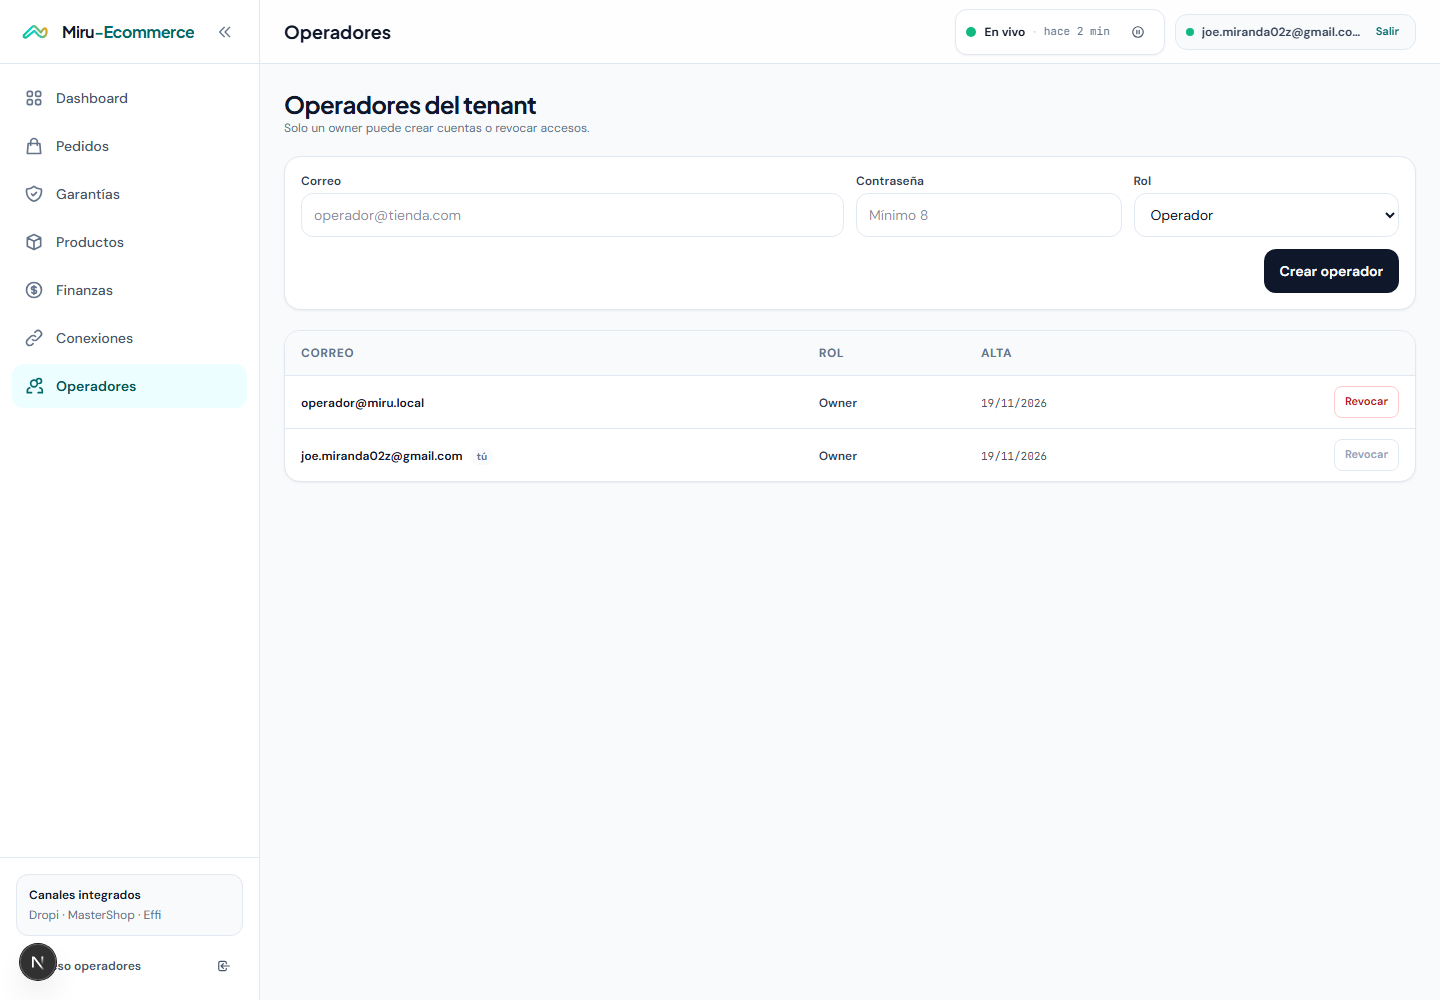 Miru-Ecommerce
Operadores
En vivo · hace 2 min
joe.miranda02z@gmail.co... Salir
Dashboard
Pedidos
Garantías
Productos
Finanzas
Conexiones
Operadores
Operadores del tenant
Solo un owner puede crear cuentas o revocar accesos.
Correo Contraseña Rol
operador@tienda.com Mínimo 8 Operador
Crear operador
CORREO ROL ALTA
operador@miru.local Owner 19/11/2026 Revocar
joe.miranda02z@gmail.com tú Owner 19/11/2026 Revocar
Canales integrados
Dropi · MasterShop · Effi
N
operadores